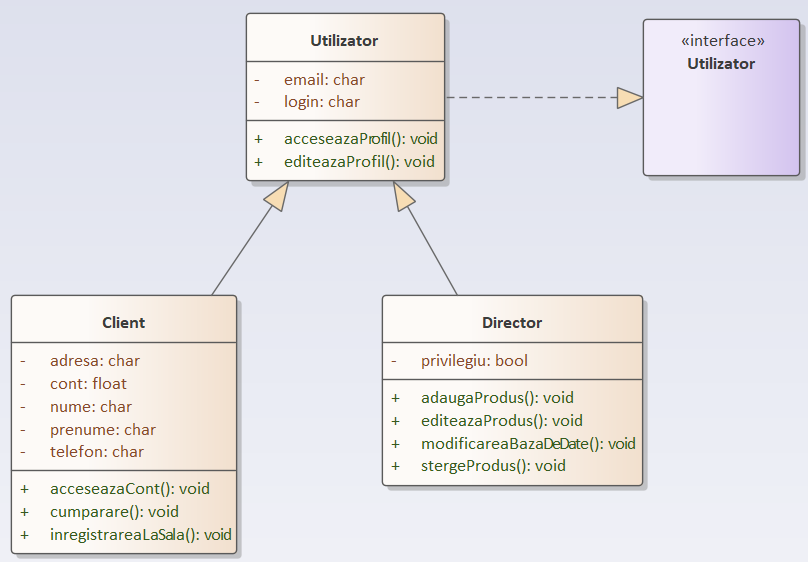 Utilizator
- email: char
- login: char
+ acceseazaProfil(): void
+ editeazaProfil(): void
«interface»
Utilizator
Client
- adresa: char
- cont: float
- nume: char
- prenume: char
- telefon: char
+ acceseazaCont(): void
+ cumparare(): void
+ inregistrareaLaSala(): void
Director
- privilegiu: bool
+ adaugaProdus(): void
+ editeazaProdus(): void
+ modificareaBazaDeDate(): void
+ stergeProdus(): void